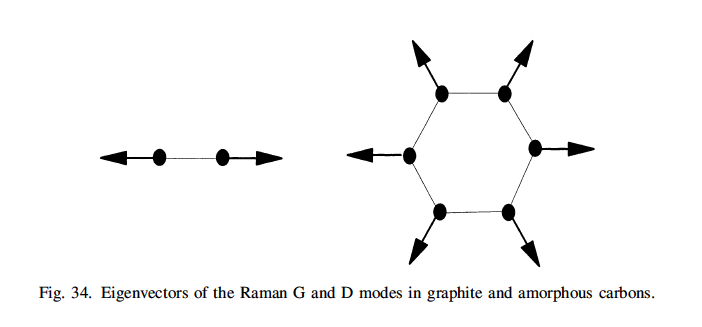 Fig. 34. Eigenvectors of the Raman G and D modes in graphite and amorphous carbons.